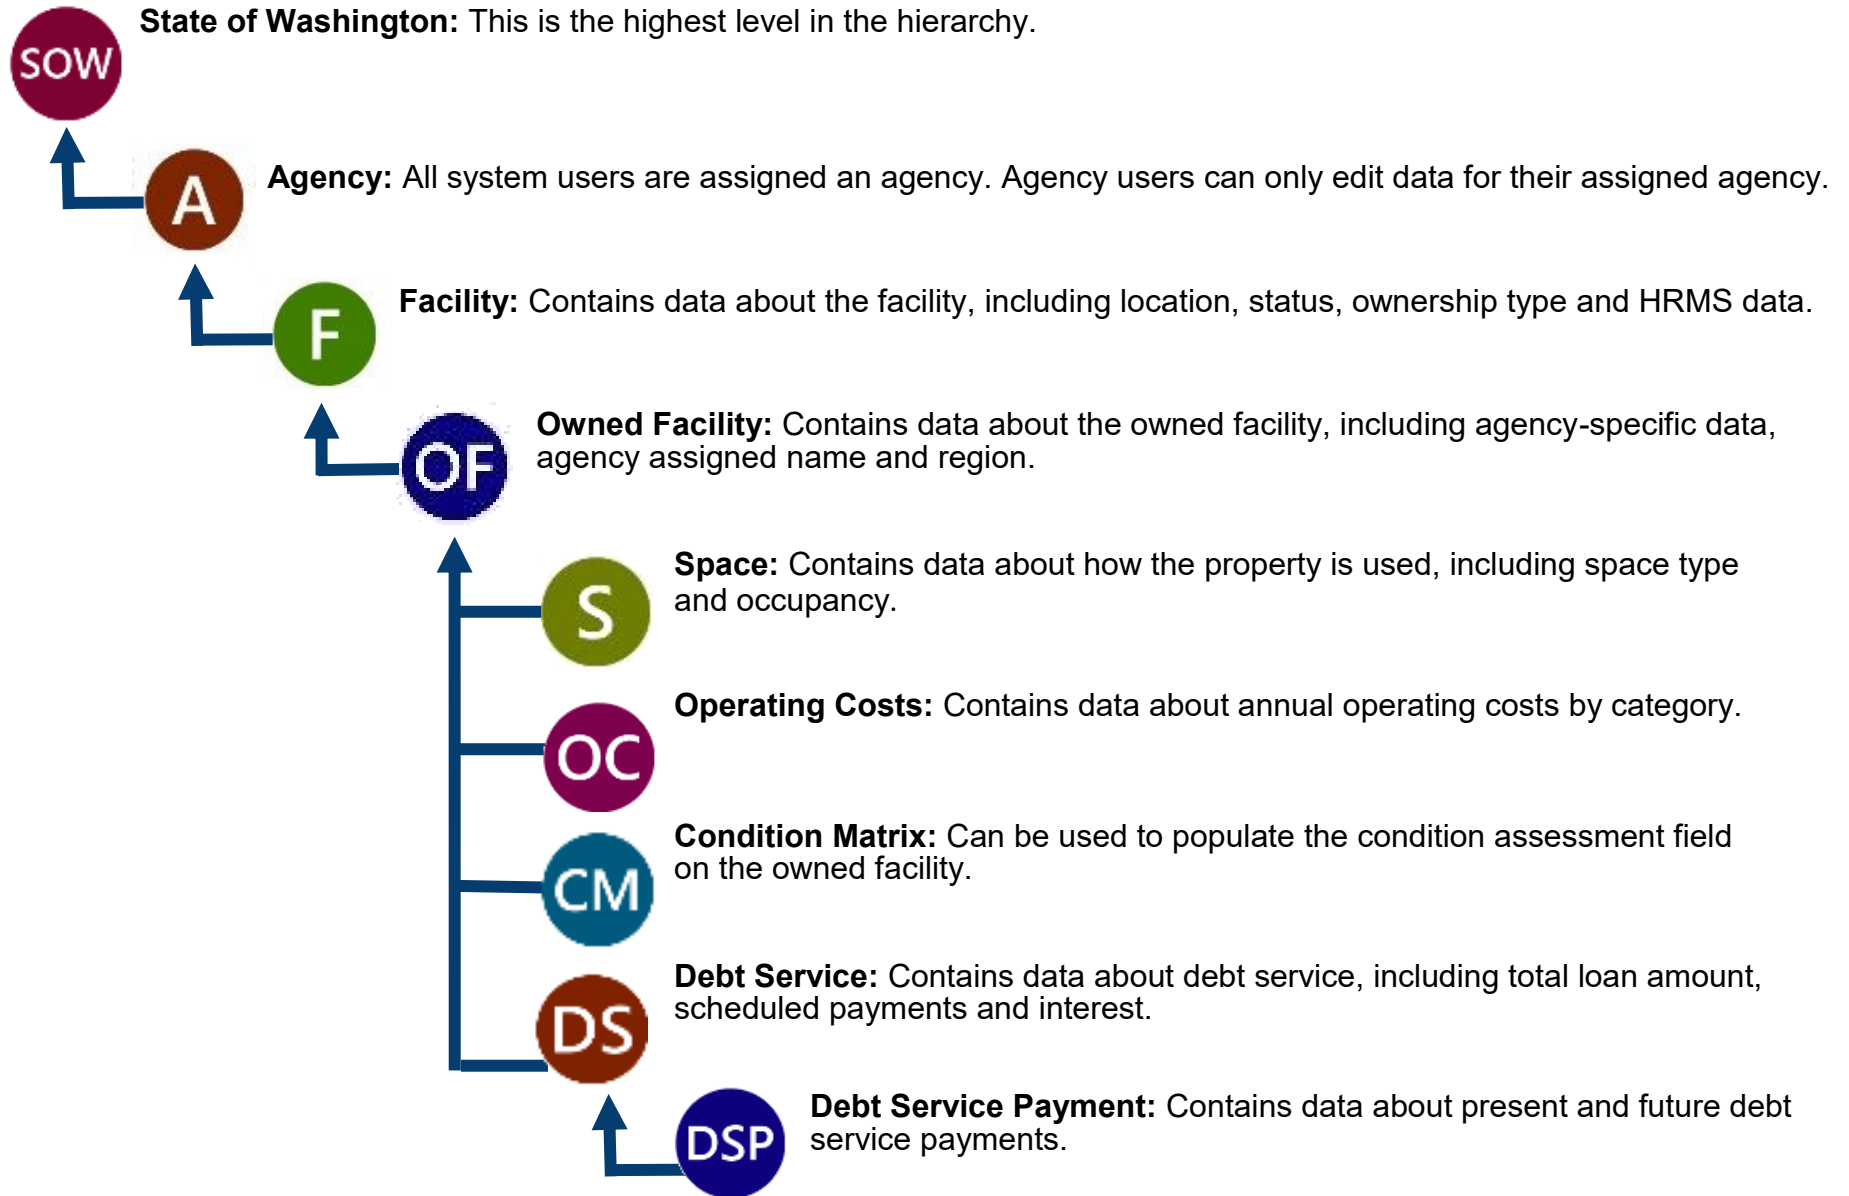 State of Washington: This is the highest level in the hierarchy.
SOW
A
Agency: All system users are assigned an agency. Agency users can only edit data for their assigned agency.
F
Facility: Contains data about the facility, including location, status, ownership type and HRMS data.
OF
Owned Facility: Contains data about the owned facility, including agency-specific data,
agency assigned name and region.
S
Space: Contains data about how the property is used, including space type
and occupancy.
OC
Operating Costs: Contains data about annual operating costs by category.
CM
Condition Matrix: Can be used to populate the condition assessment field
on the owned facility.
DS
Debt Service: Contains data about debt service, including total loan amount,
scheduled payments and interest.
DSP
Debt Service Payment: Contains data about present and future debt
service payments.